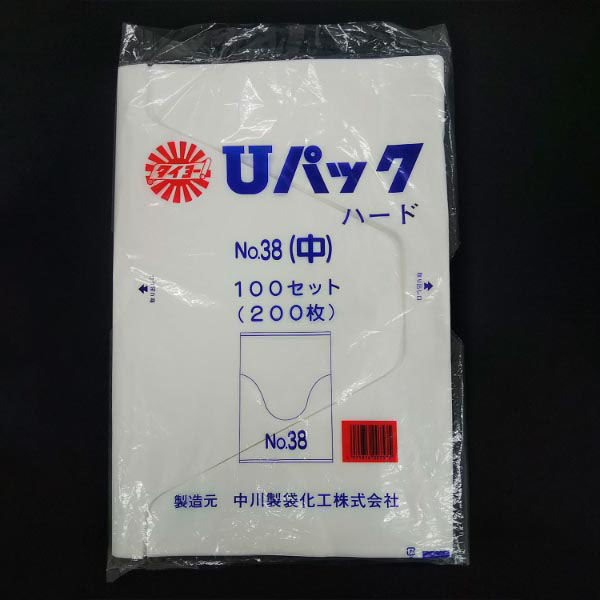 タイヨー
Uパック
ハード
No.38(中)
100セット
(200枚)
No.38
製造元 中川製袋化工株式会社